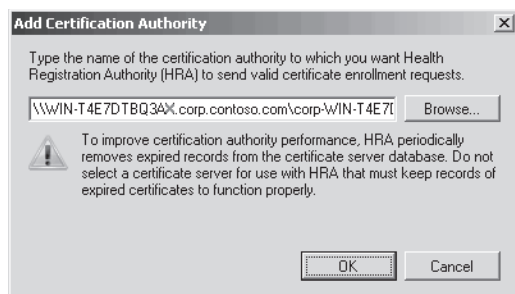 Add Certification Authority
Type the name of the certification authority to which you want Health
Registration Authority (HRA) to send valid certificate enrollment requests.
\\WIN-T4E7DTBQ3AX.corp.contoso.com\corp-WIN-T4E7 Browse...
To improve certification authority performance, HRA periodically
removes expired records from the certificate server database. Do not
select a certificate server for use with HRA that must keep records of
expired certificates to function properly.
OK Cancel